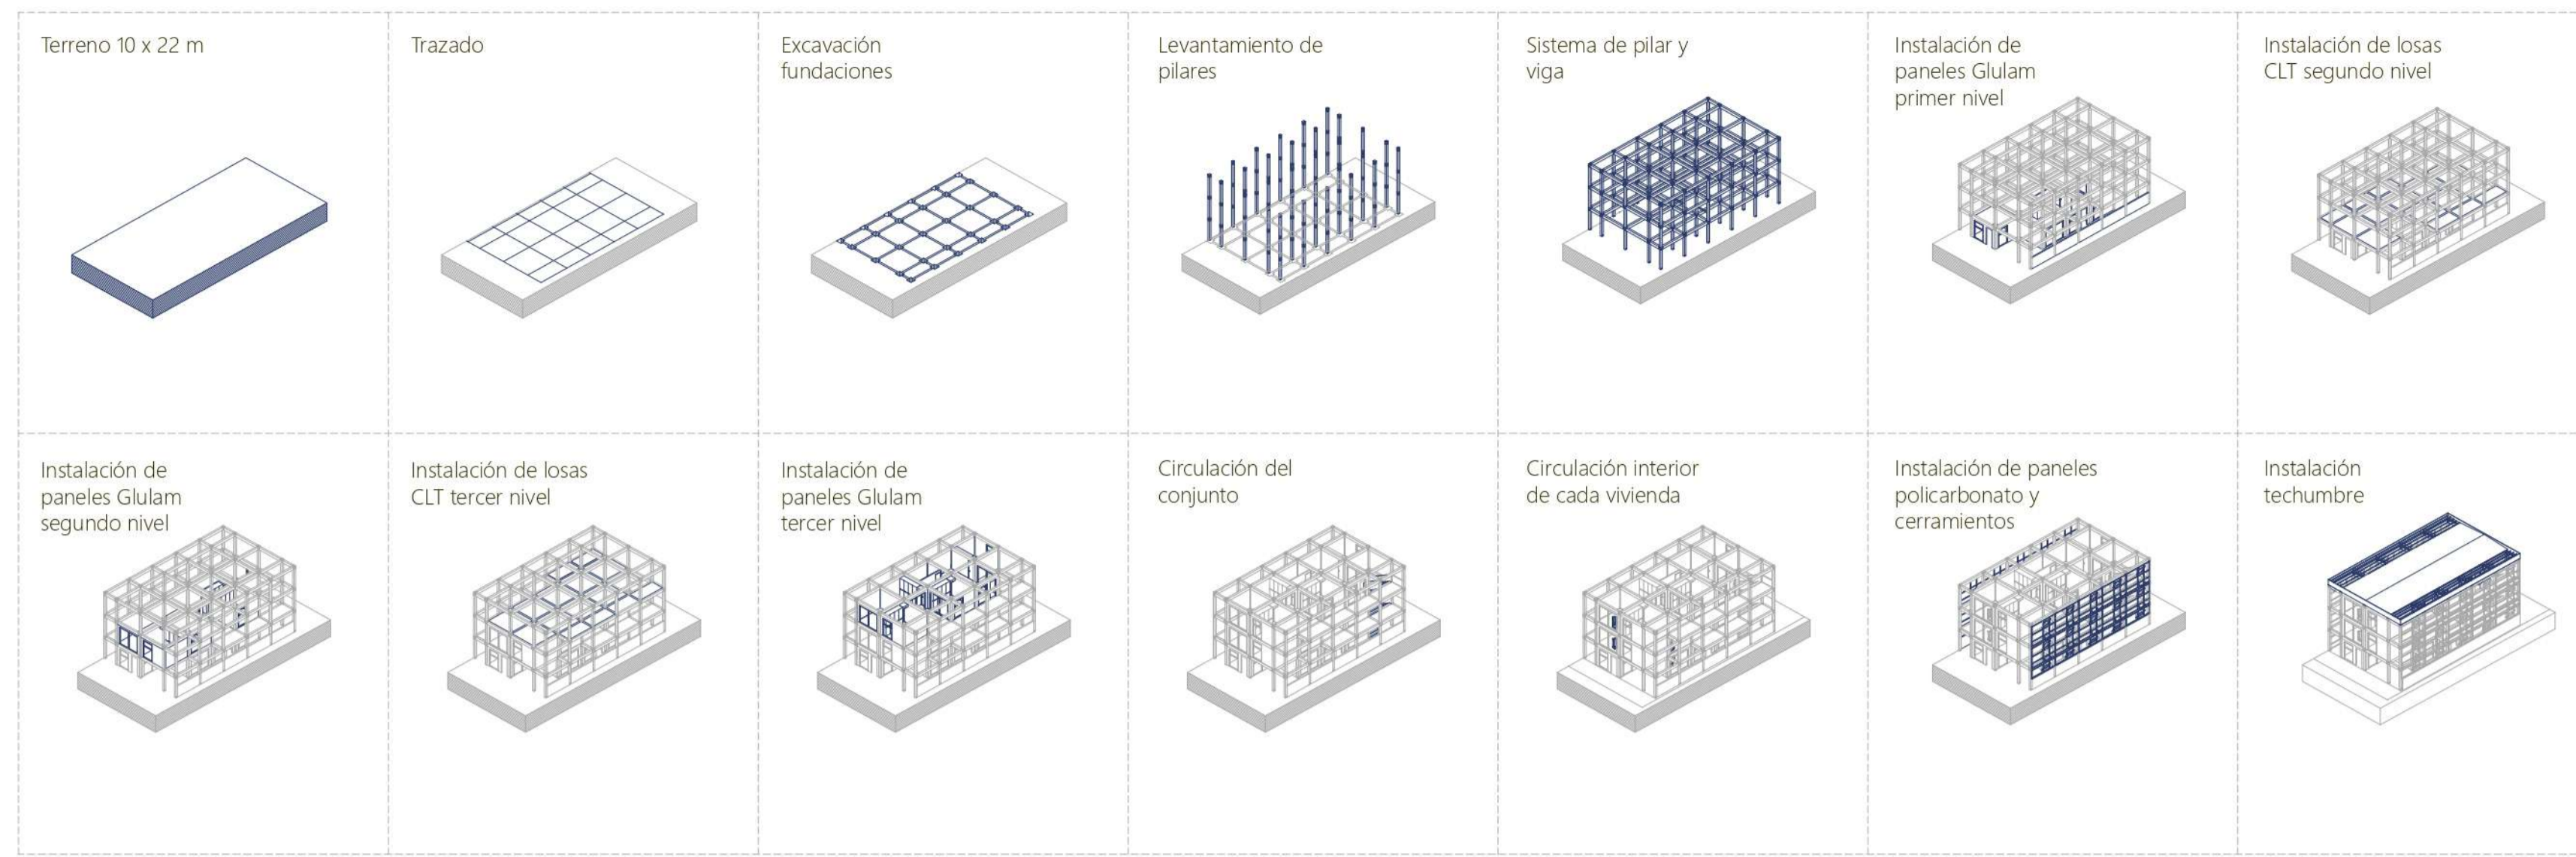 Terreno 10 x 22 m
Trazado
Excavación
fundaciones
Levantamiento de
pilares
Sistema de pilar y
viga
Instalación de
paneles Glulam
primer nivel
Instalación de losas
CLT segundo nivel
Instalación de
paneles Glulam
segundo nivel
Instalación de losas
CLT tercer nivel
Instalación de
paneles Glulam
tercer nivel
Circulación del
conjunto
Circulación interior
de cada vivienda
Instalación de paneles
policarbonato y
cerramientos
Instalación
techumbre